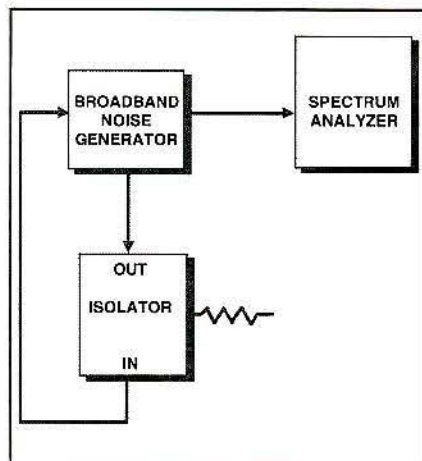 BROADBAND
NOISE
GENERATOR
SPECTRUM
ANALYZER
OUT
ISOLATOR
IN